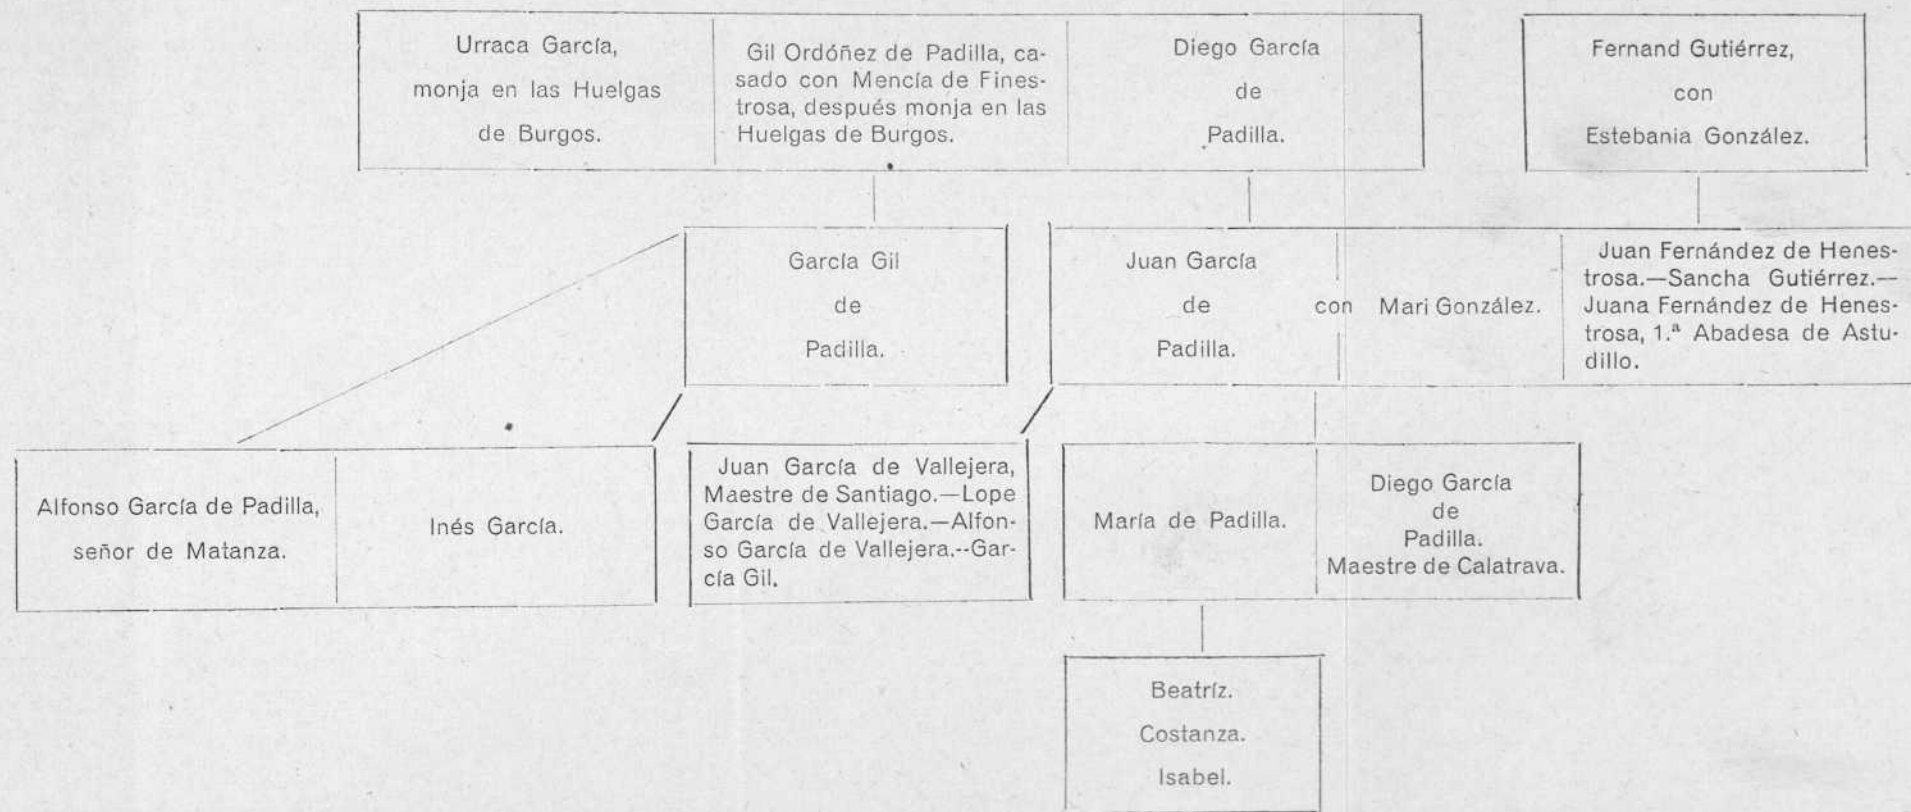 Urraca García,
monja en las Huelgas
de Burgos.
Gil Ordóñez de Padilla, ca-
sado con Mencía de Fines-
trosa, después monja en las
Huelgas de Burgos.
Diego García
de
Padilla.
Fernand Gutiérrez,
con
Estebania González.
García Gil
de
Padilla.
Juan García
de
Padilla.
con Mari González.
Juan Fernández de Henes-
trosa.—Sancha Gutiérrez.—
Juana Fernández de Henes-
trosa, 1.ª Abadesa de Astu-
dillo.
Alfonso García de Padilla,
señor de Matanza.
Inés García.
Juan García de Vallejera,
Maestre de Santiago.—Lope
García de Vallejera.—Alfon-
so García de Vallejera.--Gar-
cía Gil.
María de Padilla.
Diego García
de
Padilla.
Maestre de Calatrava.
Beatríz.
Costanza.
Isabel.